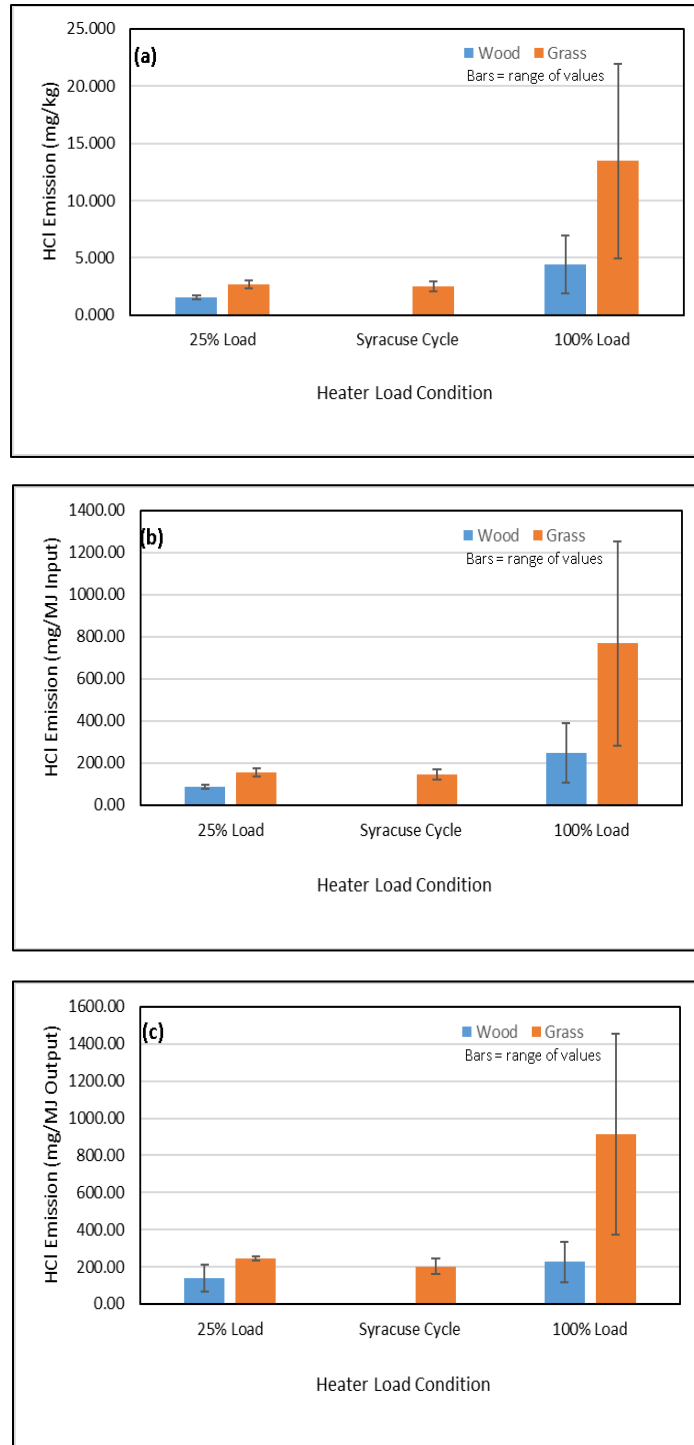 (a)
HCl Emission (mg/kg)
25.000
20.000
15.000
10.000
5.000
0.000
Wood Grass
Bars = range of values
25% Load Syracuse Cycle 100% Load
Heater Load Condition
(b)
HCl Emission (mg/MJ Input)
1400.00
1200.00
1000.00
800.00
600.00
400.00
200.00
0.00
Wood Grass
Bars = range of values
25% Load Syracuse Cycle 100% Load
Heater Load Condition
(c)
HCl Emission (mg/MJ Output)
1600.00
1400.00
1200.00
1000.00
800.00
600.00
400.00
200.00
0.00
Wood Grass
Bars = range of values
25% Load Syracuse Cycle 100% Load
Heater Load Condition